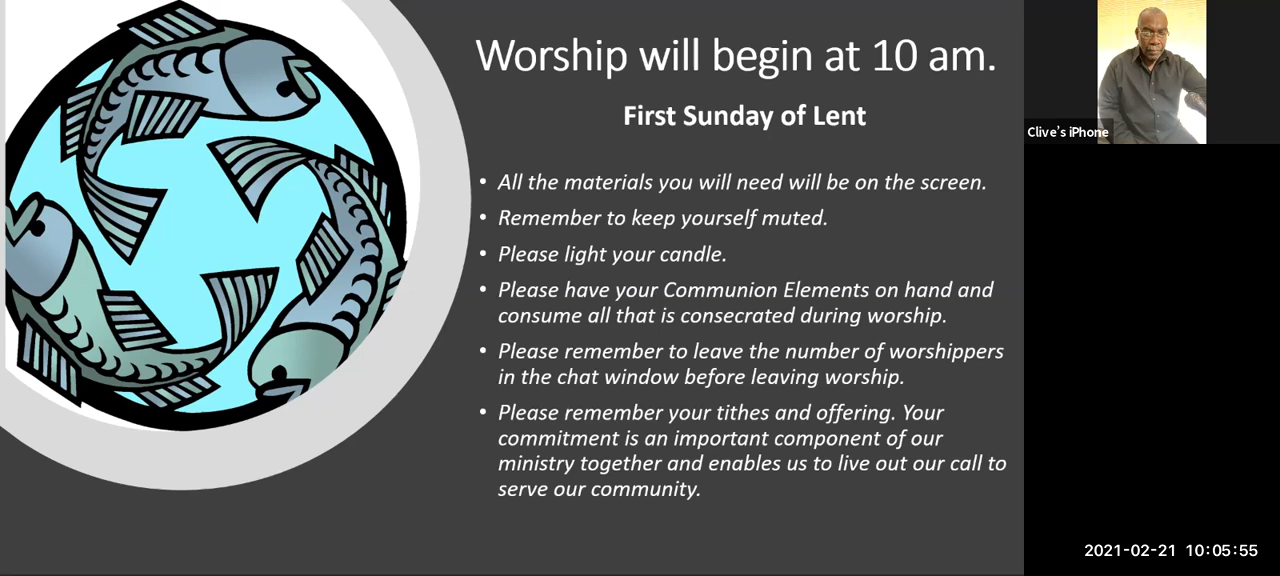 Worship will begin at 10 am.
First Sunday of Lent
• All the materials you will need will be on the screen.
• Remember to keep yourself muted.
• Please light your candle.
• Please have your Communion Elements on hand and
consume all that is consecrated during worship.
• Please remember to leave the number of worshippers
in the chat window before leaving worship.
• Please remember your tithes and offering. Your
commitment is an important component of our
ministry together and enables us to live out our call to
serve our community.
Clive's iPhone
2021-02-21 10:05:55